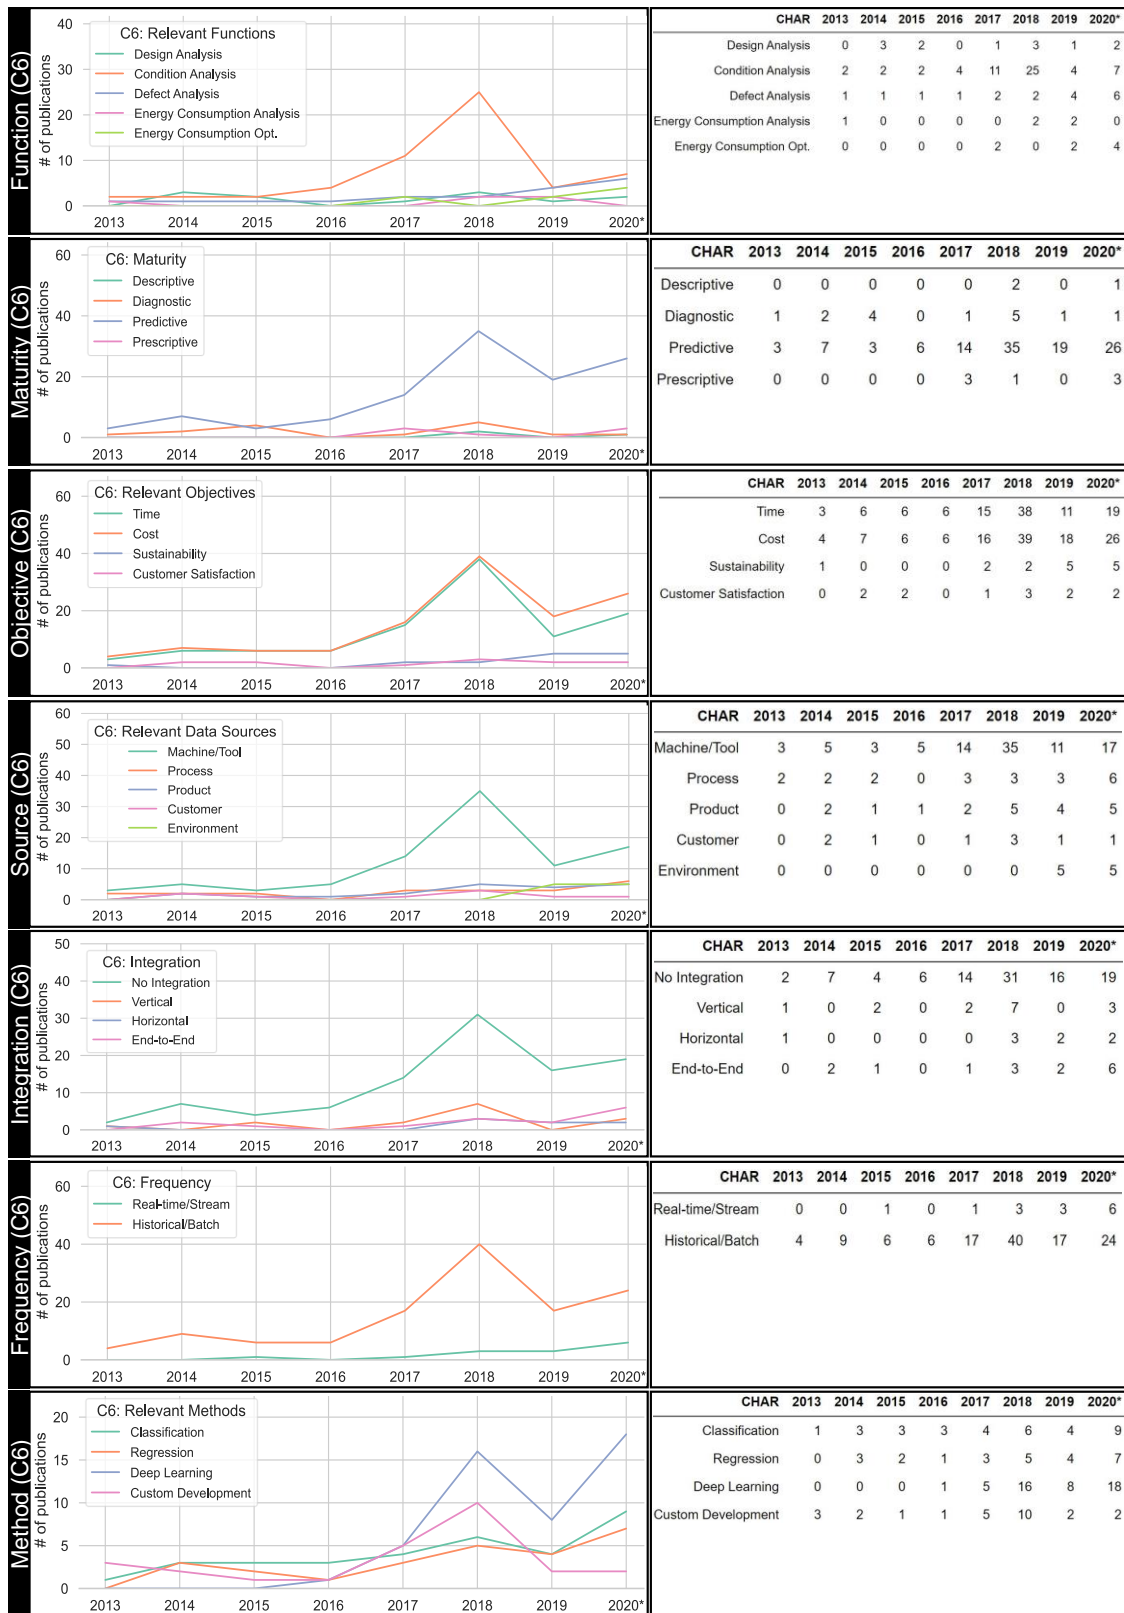 Function (C6)
# of publications
40
30
20
10
0
C6: Relevant Functions
Design Analysis
Condition Analysis
Defect Analysis
Energy Consumption Analysis
Energy Consumption Opt.
2013 2014 2015 2016 2017 2018 2019 2020*
CHAR 2013 2014 2015 2016 2017 2018 2019 2020*
Design Analysis 0 3 2 0 1 3 1 2
Condition Analysis 2 2 2 4 11 25 4 7
Defect Analysis 1 1 1 1 2 2 4 6
Energy Consumption Analysis 1 0 0 0 0 2 2 0
Energy Consumption Opt. 0 0 0 0 2 0 2 4
Maturity (C6)
# of publications
60
40
20
0
C6: Maturity
Descriptive
Diagnostic
Predictive
Prescriptive
2013 2014 2015 2016 2017 2018 2019 2020*
CHAR 2013 2014 2015 2016 2017 2018 2019 2020*
Descriptive 0 0 0 0 0 2 0 1
Diagnostic 1 2 4 0 1 5 1 1
Predictive 3 7 3 6 14 35 19 26
Prescriptive 0 0 0 0 3 1 0 3
Objective (C6)
# of publications
60
40
20
0
C6: Relevant Objectives
Time
Cost
Sustainability
Customer Satisfaction
2013 2014 2015 2016 2017 2018 2019 2020*
CHAR 2013 2014 2015 2016 2017 2018 2019 2020*
Time 3 6 6 6 15 38 11 19
Cost 4 7 6 6 16 39 18 26
Sustainability 1 0 0 0 2 2 5 5
Customer Satisfaction 0 2 2 0 1 3 2 2
Source (C6)
# of publications
60
50
40
30
20
10
0
C6: Relevant Data Sources
Machine/Tool
Process
Product
Customer
Environment
2013 2014 2015 2016 2017 2018 2019 2020*
CHAR 2013 2014 2015 2016 2017 2018 2019 2020*
Machine/Tool 3 5 3 5 14 35 11 17
Process 2 2 2 0 3 3 3 6
Product 0 2 1 1 2 5 4 5
Customer 0 2 1 0 1 3 1 1
Environment 0 0 0 0 0 0 5 5
Integration (C6)
# of publications
50
40
30
20
10
0
C6: Integration
No Integration
Vertical
Horizontal
End-to-End
2013 2014 2015 2016 2017 2018 2019 2020*
CHAR 2013 2014 2015 2016 2017 2018 2019 2020*
No Integration 2 7 4 6 14 31 16 19
Vertical 1 0 2 0 2 7 0 3
Horizontal 1 0 0 0 0 3 2 2
End-to-End 0 2 1 0 1 3 2 6
Frequency (C6)
# of publications
60
40
20
0
C6: Frequency
Real-time/Stream
Historical/Batch
2013 2014 2015 2016 2017 2018 2019 2020*
CHAR 2013 2014 2015 2016 2017 2018 2019 2020*
Real-time/Stream 0 0 1 0 1 3 3 6
Historical/Batch 4 9 6 6 17 40 17 24
Method (C6)
# of publications
20
15
10
5
0
C6: Relevant Methods
Classification
Regression
Deep Learning
Custom Development
2013 2014 2015 2016 2017 2018 2019 2020*
CHAR 2013 2014 2015 2016 2017 2018 2019 2020*
Classification 1 3 3 3 4 6 4 9
Regression 0 3 2 1 3 5 4 7
Deep Learning 0 0 0 1 5 16 8 18
Custom Development 3 2 1 1 5 10 2 2